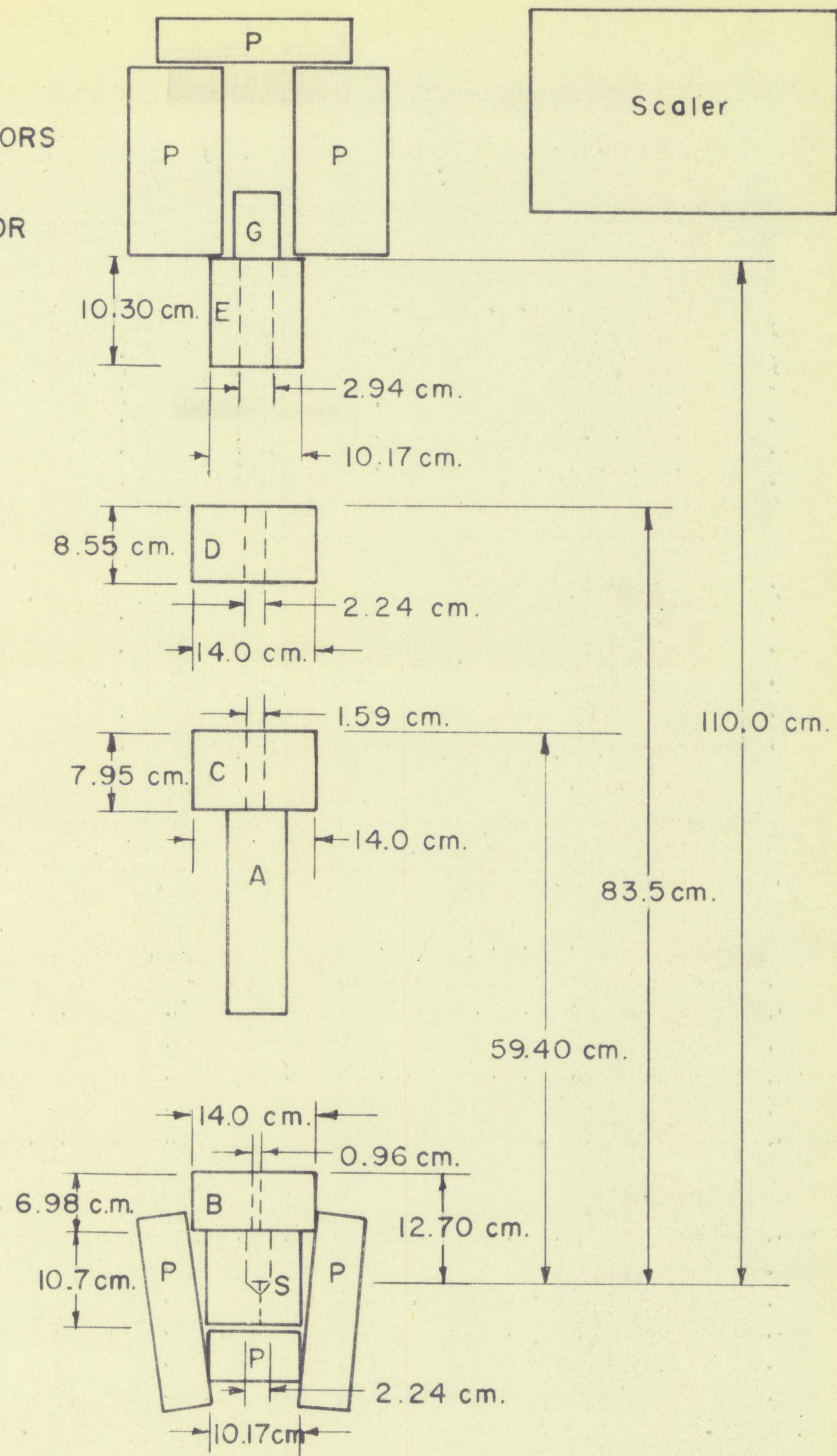 P
Scaler
ORS
P
P
OR
G
10.30 cm.
E
2.94 cm.
10.17 cm.
8.55 cm.
D
2.24 cm.
14.0 cm.
1.59 cm.
110.0 cm.
7.95 cm.
C
14.0 cm.
A
83.5 cm.
59.40 cm.
14.0 cm.
0.96 cm.
6.98 c.m.
B
12.70 cm.
10.7 cm.
P
S
P
P
2.24 cm.
10.17 cm